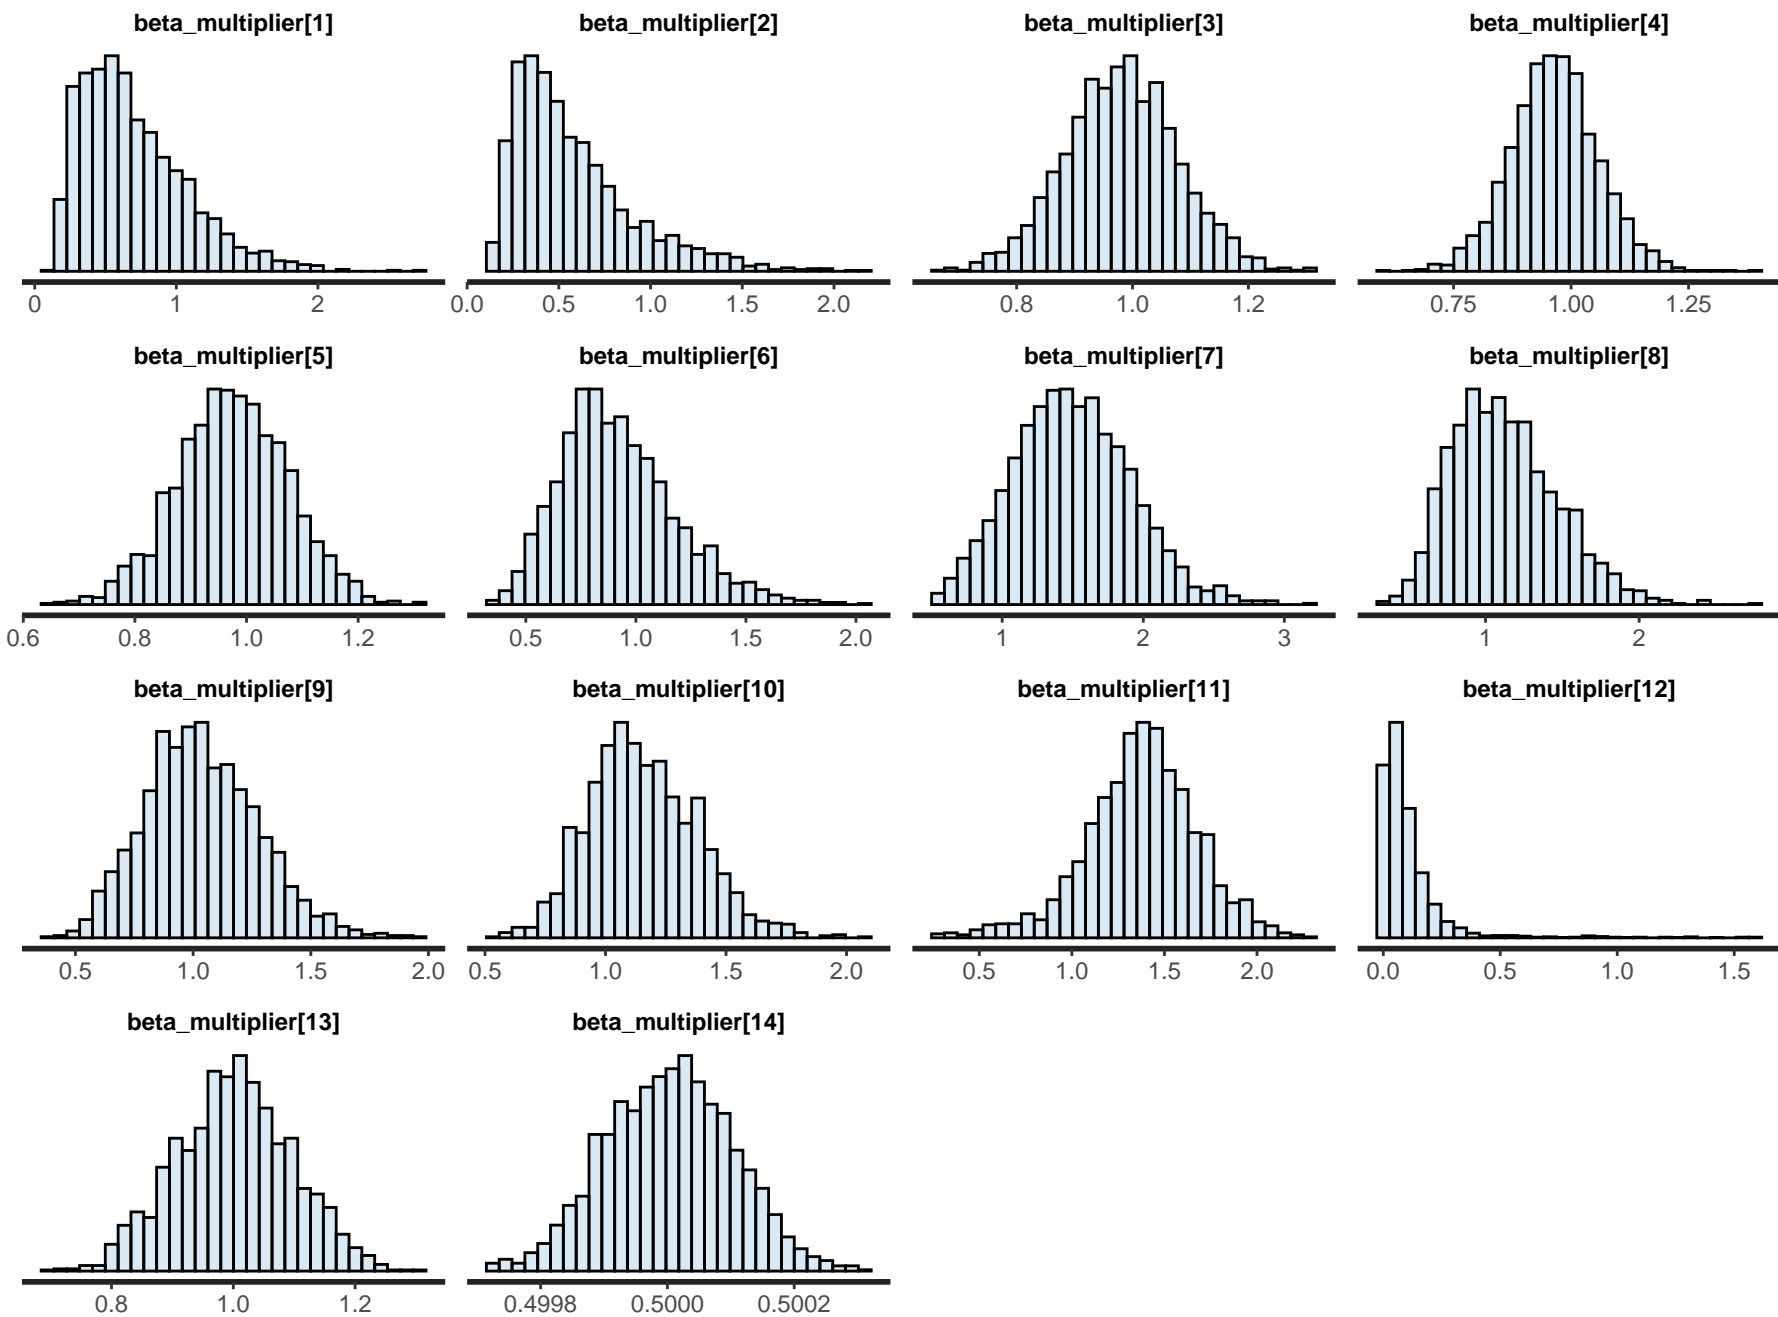 beta_multiplier[1] beta_multiplier[2] beta_multiplier[3] beta_multiplier[4]
0 1 2 0.0 0.5 1.0 1.5 2.0 0.8 1.0 1.2 0.75 1.00 1.25
beta_multiplier[5] beta_multiplier[6] beta_multiplier[7] beta_multiplier[8]
0.6 0.8 1.0 1.2 0.5 1.0 1.5 2.0 1 2 3 1 2
beta_multiplier[9] beta_multiplier[10] beta_multiplier[11] beta_multiplier[12]
0.5 1.0 1.5 2.0 0.5 1.0 1.5 2.0 0.5 1.0 1.5 2.0 0.0 0.5 1.0 1.5
beta_multiplier[13] beta_multiplier[14]
0.8 1.0 1.2 0.4998 0.5000 0.5002